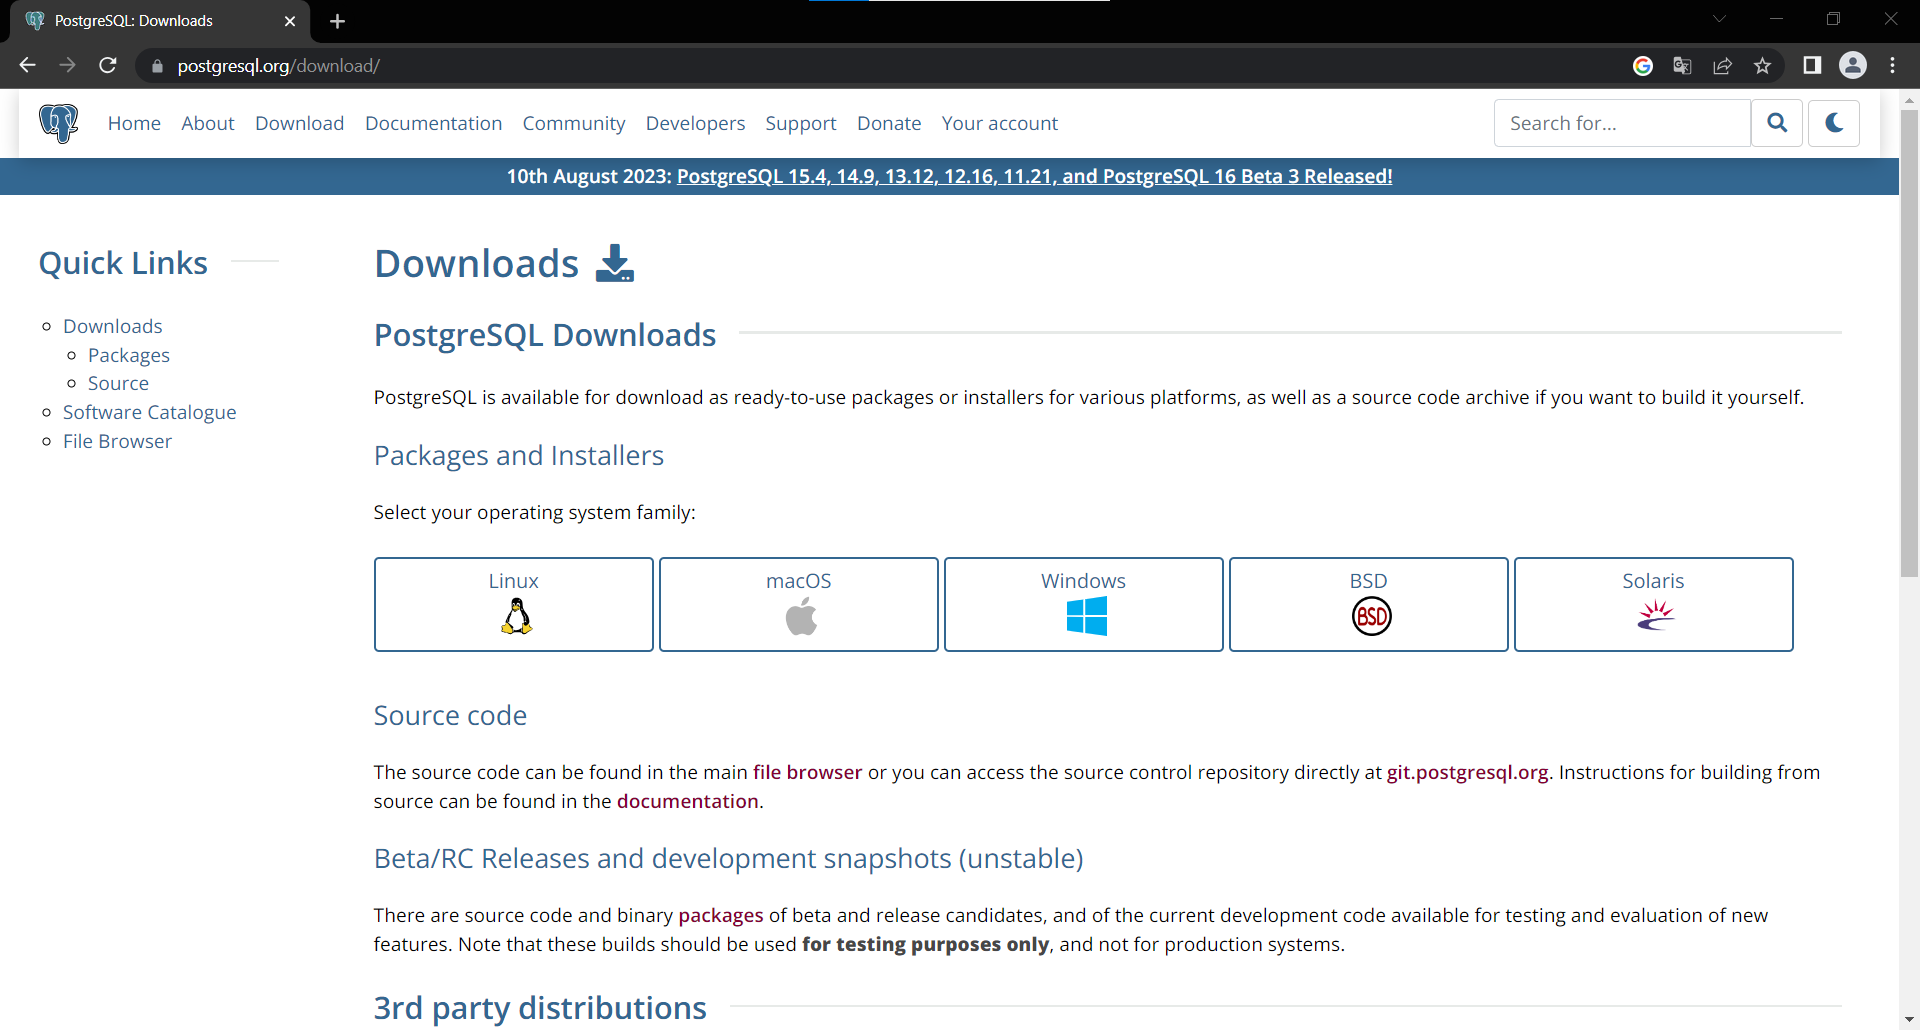 PostgreSQL: Downloads
postgresql.org/download/
Home About Download Documentation Community Developers Support Donate Your account
Search for...
10th August 2023: PostgreSQL 15.4, 14.9, 13.12, 12.16, 11.21, and PostgreSQL 16 Beta 3 Released!
Quick Links
Downloads
Packages
Source
Software Catalogue
File Browser
Downloads
PostgreSQL Downloads
PostgreSQL is available for download as ready-to-use packages or installers for various platforms, as well as a source code archive if you want to build it yourself.
Packages and Installers
Select your operating system family:
Linux
macOS
Windows
BSD
BSD
Solaris
Source code
The source code can be found in the main file browser or you can access the source control repository directly at git.postgresql.org. Instructions for building from
source can be found in the documentation.
Beta/RC Releases and development snapshots (unstable)
There are source code and binary packages of beta and release candidates, and of the current development code available for testing and evaluation of new
features. Note that these builds should be used for testing purposes only, and not for production systems.
3rd party distributions